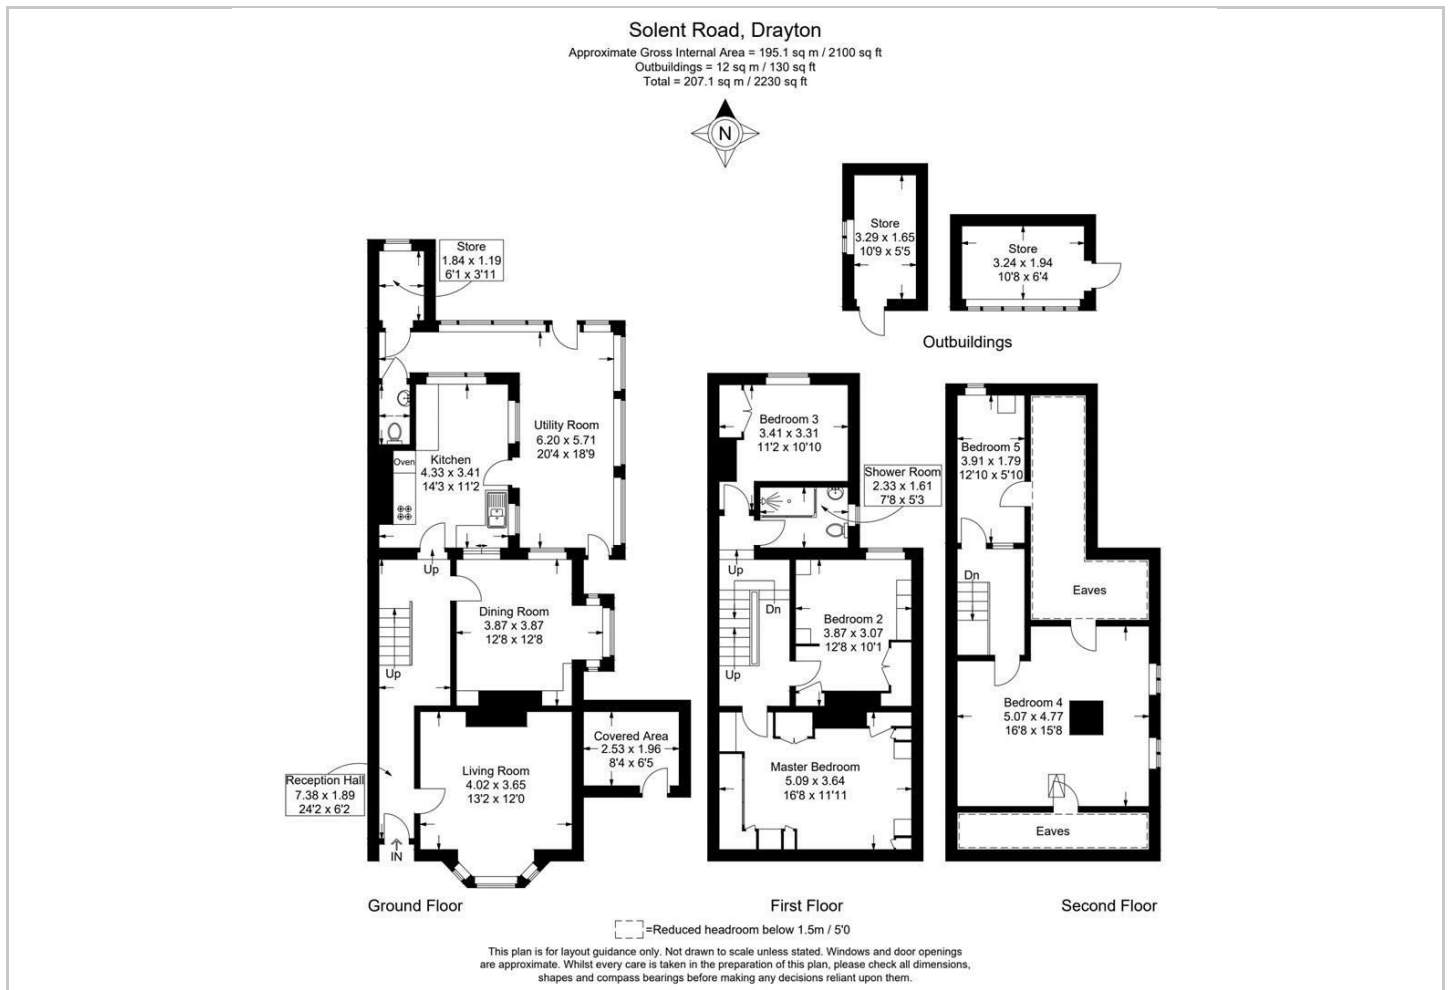 Solent Road, Drayton
Approximate Gross Internal Area = 195.1 sq m / 2100 sq ft
Outbuildings = 12 sq m / 130 sq ft
Total = 207.1 sq m / 2230 sq ft
N
Store
3.29 x 1.65
10'9 x 5'5
Store
3.24 x 1.94
10'8 x 6'4
Outbuildings
Store
1.84 x 1.19
6'1 x 3'11
Utility Room
6.20 x 5.71
20'4 x 18'9
Oven
Kitchen
4.33 x 3.41
14'3 x 11'2
Up
Dining Room
3.87 x 3.87
12'8 x 12'8
Up
Covered Area
2.53 x 1.96
8'4 x 6'5
Living Room
4.02 x 3.65
13'2 x 12'0
Reception Hall
7.38 x 1.89
24'2 x 6'2
IN
Ground Floor
Bedroom 3
3.41 x 3.31
11'2 x 10'10
Shower Room
2.33 x 1.61
7'8 x 5'3
Up
Dn
Bedroom 2
3.87 x 3.07
12'8 x 10'1
Up
Master Bedroom
5.09 x 3.64
16'8 x 11'11
First Floor
Bedroom 5
3.91 x 1.79
12'10 x 5'10
Dn
Eaves
Bedroom 4
5.07 x 4.77
16'8 x 15'8
Eaves
Second Floor
=Reduced headroom below 1.5m / 5'0
This plan is for layout guidance only. Not drawn to scale unless stated. Windows and door openings
are approximate. Whilst every care is taken in the preparation of this plan, please check all dimensions,
shapes and compass bearings before making any decisions reliant upon them.